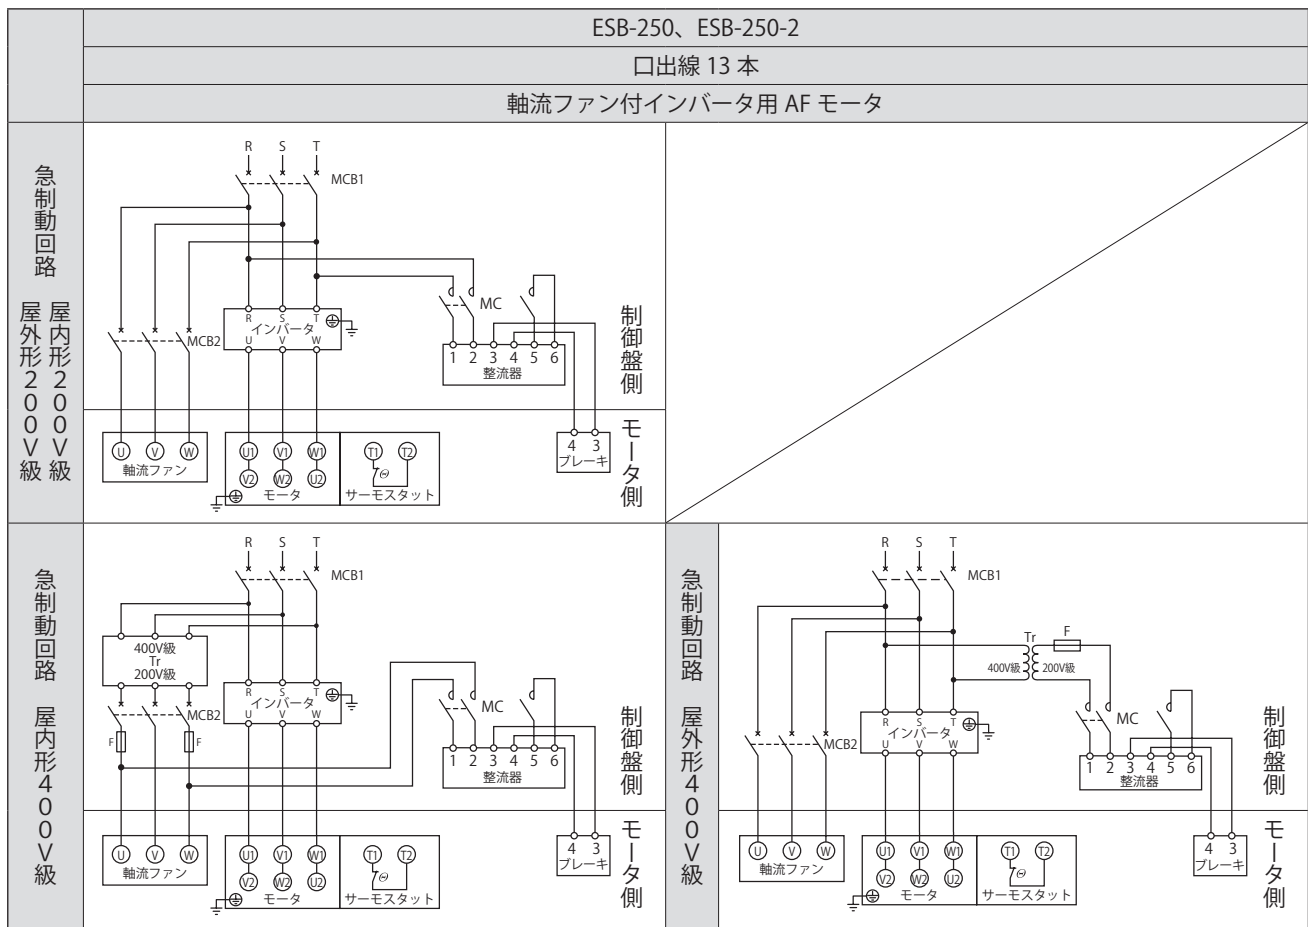 ESB-250、ESB-250-2
口出線 13 本
軸流ファン付インバータ用 AF モータ
急制動回路 屋内形200V級
屋外形200V級
R S T
MCB1
MC
R S T
インバータ
U V W
MCB2
1 2 3 4 5 6
整流器
制御盤側
モータ側
U V W
軸流ファン
U1 V1 W1
V2 W2 U2
モータ
T1 T2
Θ
サーモスタット
4 3
ブレーキ
急制動回路 屋内形400V級
R S T
MCB1
400V級
Tr
200V級
R S T
インバータ
U V W
MCB2
F F
MC
1 2 3 4 5 6
整流器
制御盤側
モータ側
U V W
軸流ファン
U1 V1 W1
V2 W2 U2
モータ
T1 T2
Θ
サーモスタット
4 3
ブレーキ
急制動回路 屋外形400V級
R S T
MCB1
Tr F
400V級 200V級
R S T
インバータ
U V W
MCB2
MC
1 2 3 4 5 6
整流器
制御盤側
モータ側
U V W
軸流ファン
U1 V1 W1
V2 W2 U2
モータ
T1 T2
Θ
サーモスタット
4 3
ブレーキ